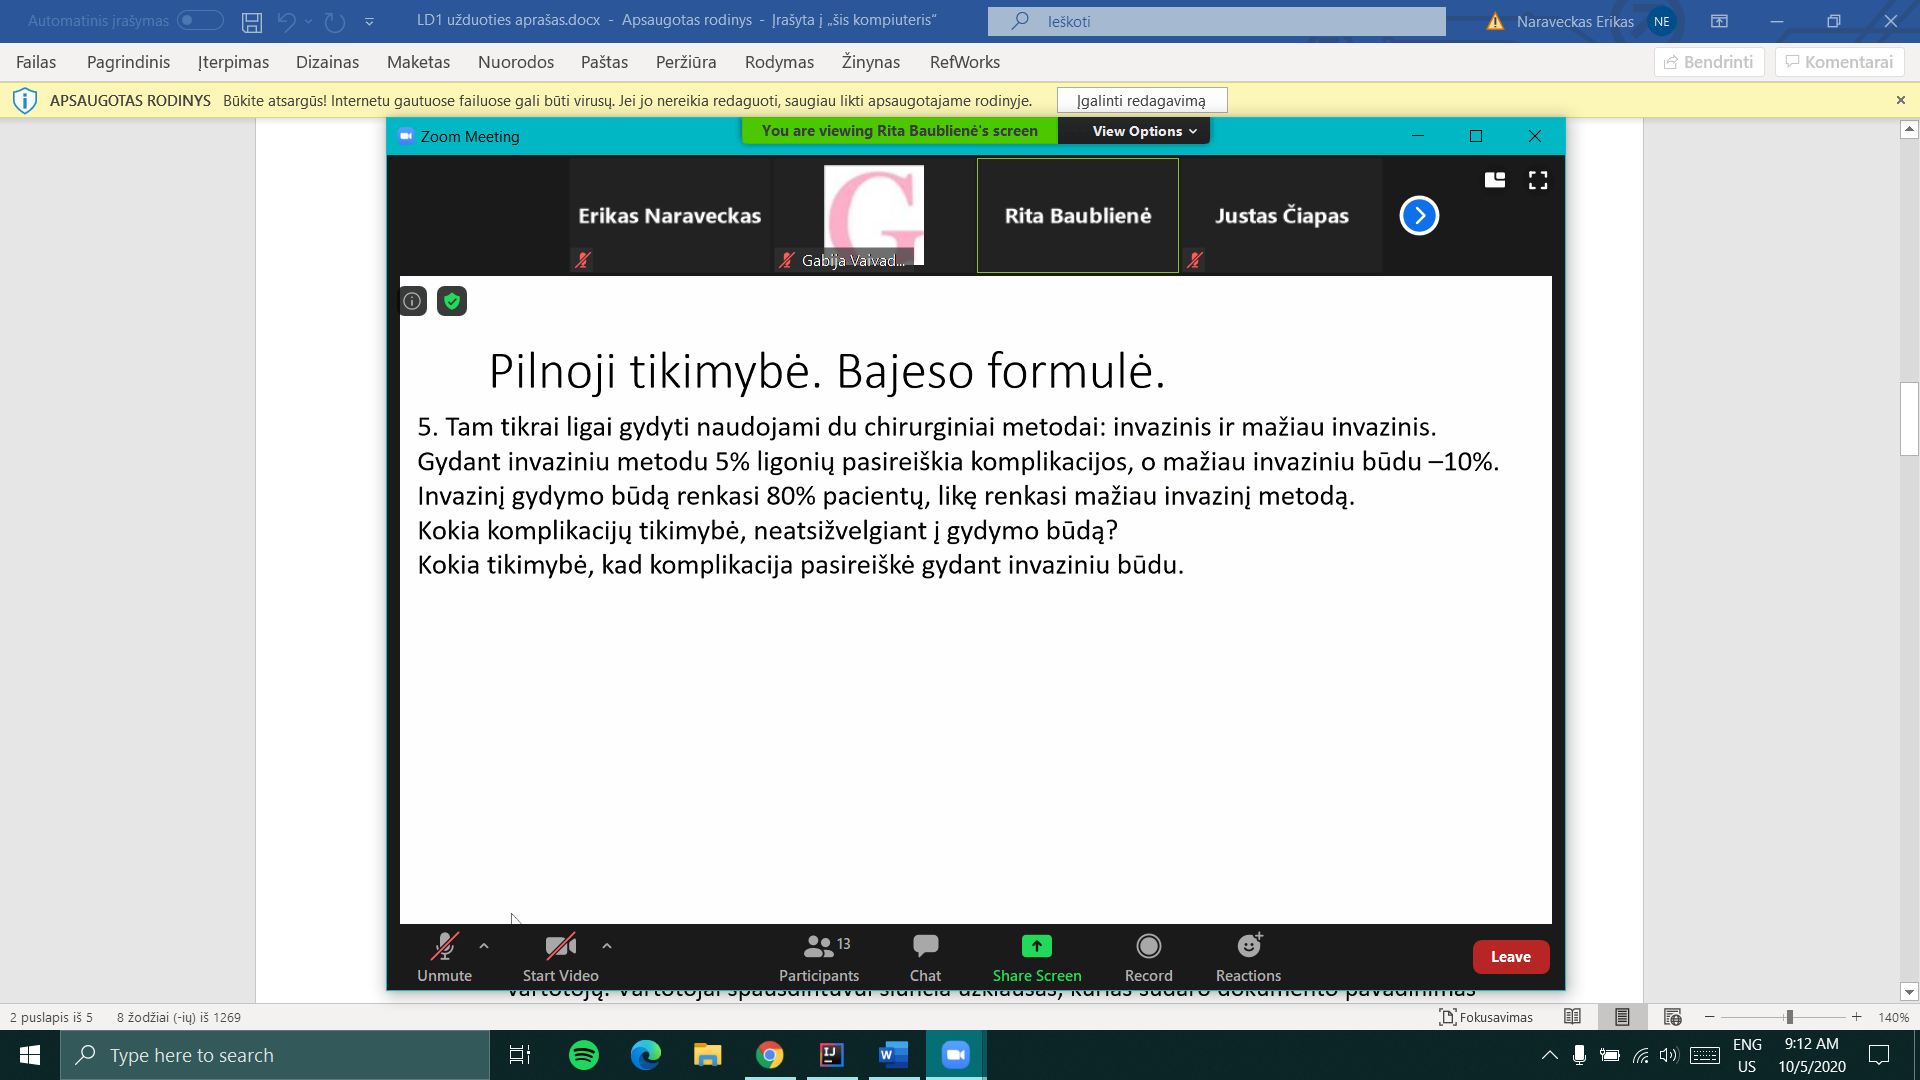 Automatinis įrašymas
LD1 užduoties aprašas.docx - Apsaugotas rodinys - Įrašyta į „šis kompiuteris“
Ieškoti
Naraveckas Erikas
NE
Failas
Pagrindinis
Įterpimas
Dizainas
Maketas
Nuorodos
Paštas
Peržiūra
Rodymas
Žinynas
RefWorks
Bendrinti
Komentarai
APSAUGOTAS RODINYS Būkite atsargūs! Internetu gautuose failuose gali būti virusų. Jei jo nereikia redaguoti, saugiau likti apsaugotajame rodinyje.
Įgalinti redagavimą
Zoom Meeting
You are viewing Rita Baublienė's screen
View Options
Erikas Naraveckas
G
Gabija Vaivad...
Rita Baublienė
Justas Čiapas
Pilnoji tikimybė. Bajeso formulė.
5. Tam tikrai ligai gydyti naudojami du chirurginiai metodai: invazinis ir mažiau invazinis.
Gydant invaziniu metodu 5% ligonių pasireiškia komplikacijos, o mažiau invaziniu būdu –10%.
Invazinį gydymo būdą renkasi 80% pacientų, likę renkasi mažiau invazinį metodą.
Kokia komplikacijų tikimybė, neatsižvelgiant į gydymo būdą?
Kokia tikimybė, kad komplikacija pasireiškė gydant invaziniu būdu.
Unmute
Start Video
13
Participants
Chat
Share Screen
Record
Reactions
Leave
vartotojų. Vartotojai spausdintuvui siunčia užklausas, kurias sudaro dokumento pavadinimas
2 puslapis iš 5
8 žodžiai (-ių) iš 1269
Fokusavimas
140%
Type here to search
ENG
US
9:12 AM
10/5/2020